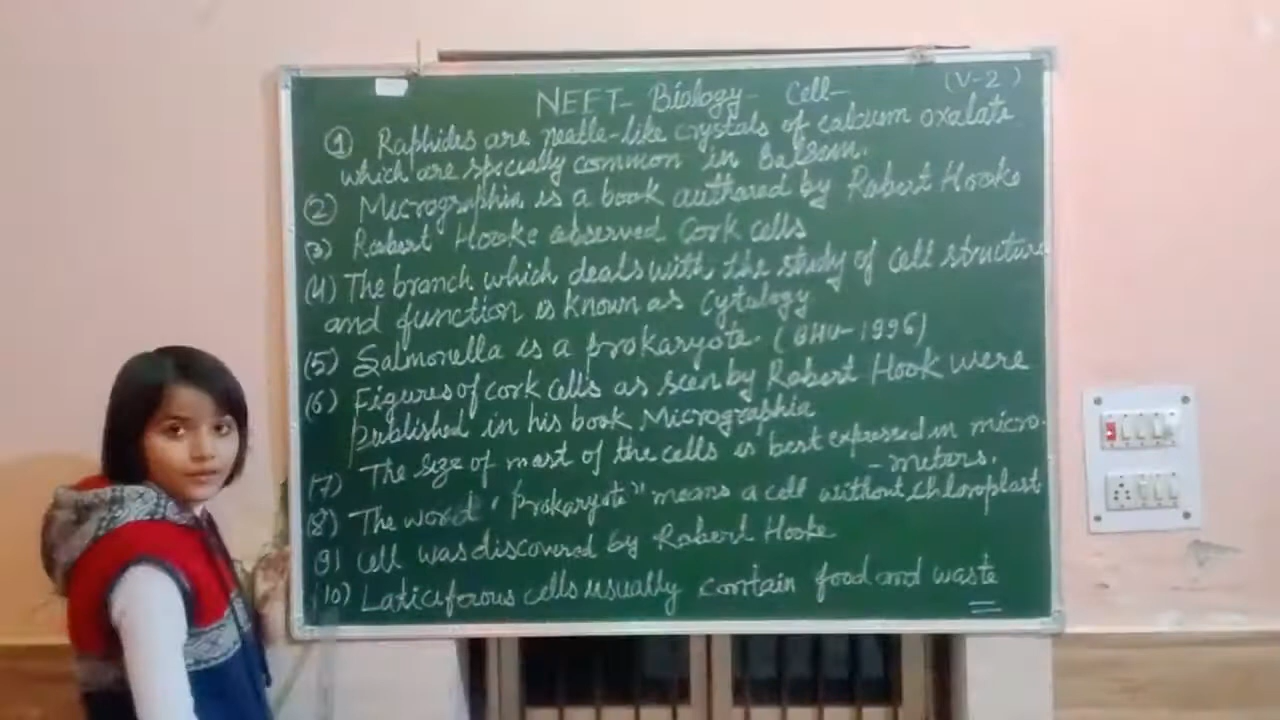 NEET- Biology- Cell- (V-2)
① Raphides are needle-like crystals of calcium oxalate
which are specially common in Balsam.
(2) Micrographia is a book authored by Robert Hooke
(3) Robert Hooke observed Cork cells
(4) The branch which deals with the study of cell structure
and function is known as Cytology
(5) Salmonella is a prokaryote. (BHU-1996)
(6) Figures of cork cells as seen by Robert Hook were
published in his book Micrographia
(7) The size of most of the cells is best expressed in micro-
-meters.
(8) The word "prokaryote" means a cell without chloroplast
9) Cell was discovered by Robert Hooke
(10) Laticiferous cells usually contain food and waste